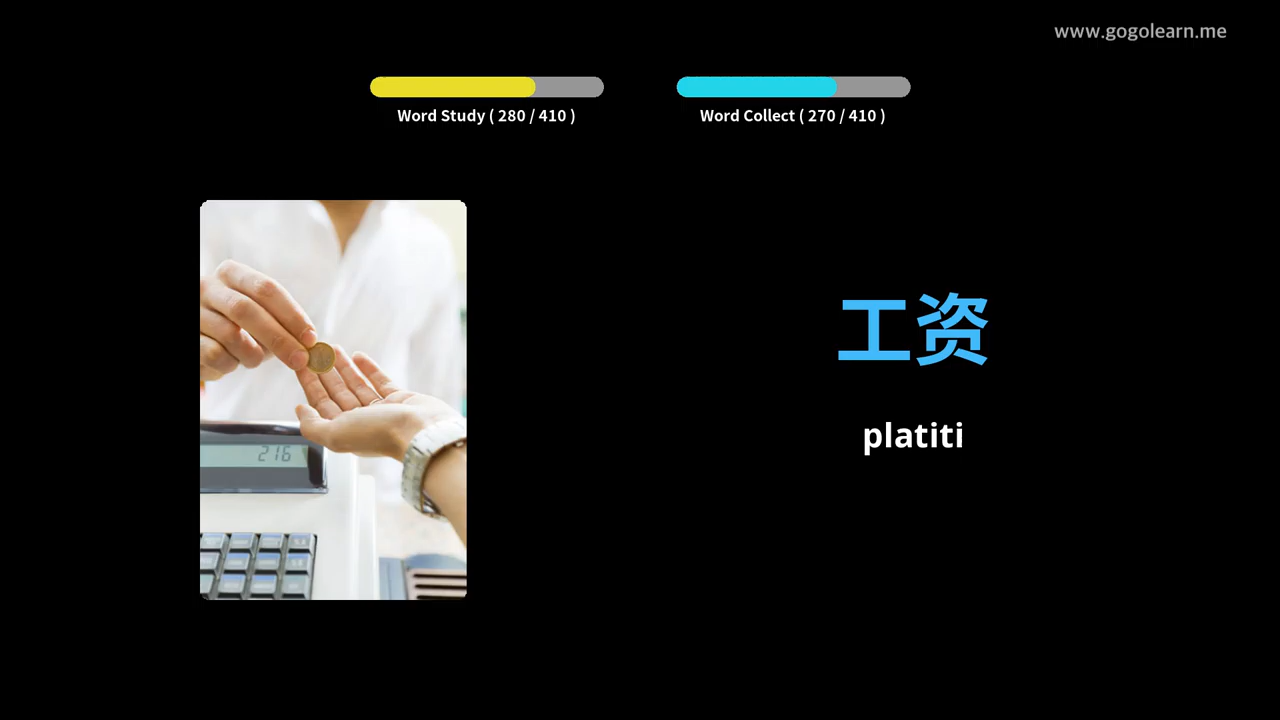 www.gogolearn.me
Word Study ( 280 / 410 )
Word Collect ( 270 / 410 )
工资
platiti
216